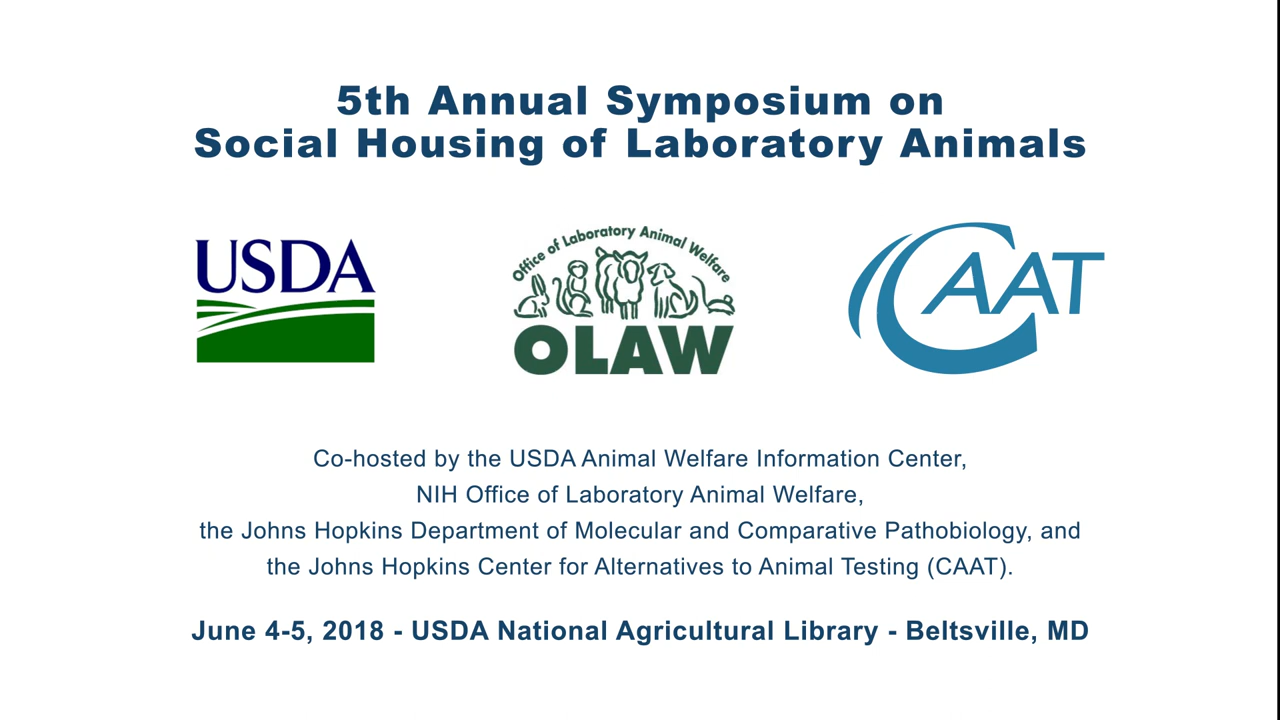 5th Annual Symposium on
Social Housing of Laboratory Animals
USDA
Office of Laboratory Animal Welfare
OLAW
CAAT
Co-hosted by the USDA Animal Welfare Information Center,
NIH Office of Laboratory Animal Welfare,
the Johns Hopkins Department of Molecular and Comparative Pathobiology, and
the Johns Hopkins Center for Alternatives to Animal Testing (CAAT).
June 4-5, 2018 - USDA National Agricultural Library - Beltsville, MD